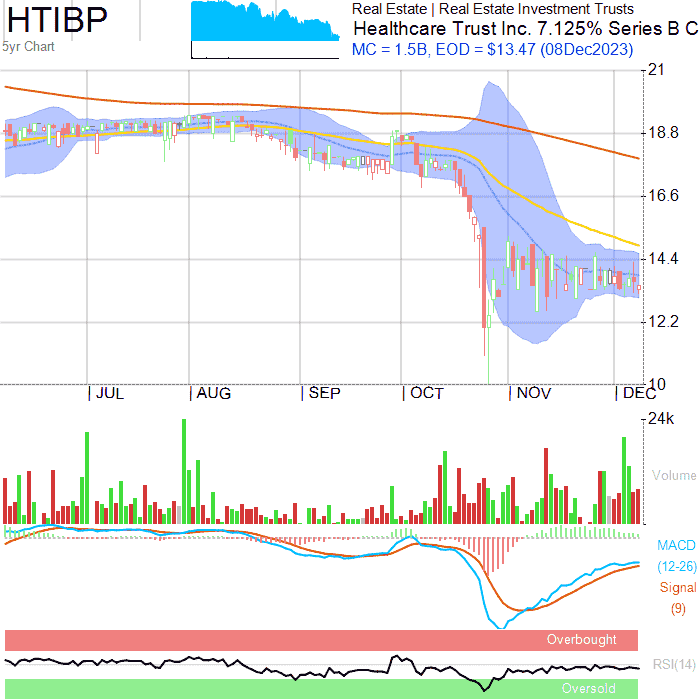 HTIBP
5yr Chart
Real Estate | Real Estate Investment Trusts
Healthcare Trust Inc. 7.125% Series B C
MC = 1.5B, EOD = $13.47 (08Dec2023)
21
18.8
16.6
14.4
12.2
10
JUL
AUG
SEP
OCT
NOV
DEC
24k
Volume
MACD
(12-26)
Signal
(9)
Overbought
RSI(14)
Oversold